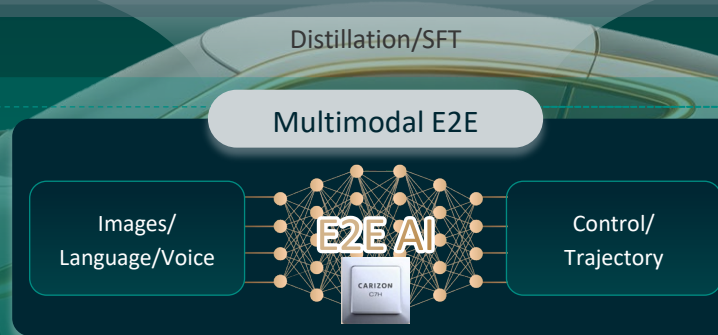 Distillation/SFT
Multimodal E2E
Images/
Language/Voice
E2E AI
CARIZON
C7H
Control/
Trajectory